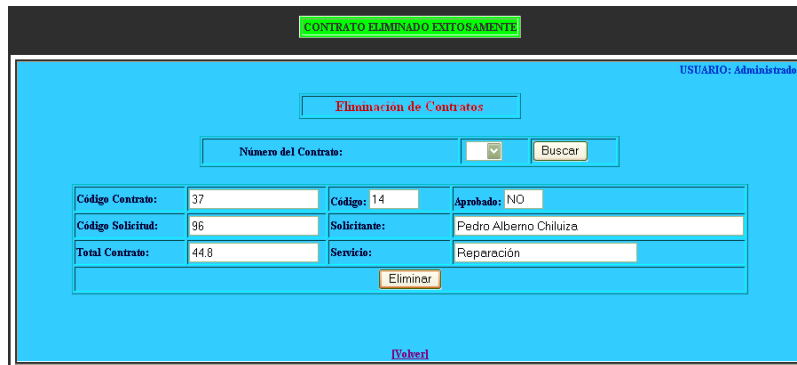 CONTRATO ELIMINADO EXITOSAMENTE
USUARIO: Administrado
Eliminación de Contratos
Número del Contrato: Buscar
Código Contrato: 37 Código: 14 Aprobado: NO
Código Solicitud: 96 Solicitante: Pedro Alberno Chiluiza
Total Contrato: 44.8 Servicio: Reparación
Eliminar
[Volver]